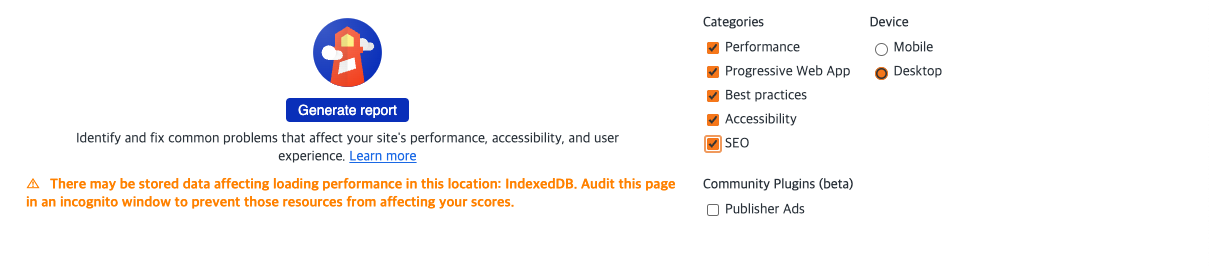 Generate report
Identify and fix common problems that affect your site's performance, accessibility, and user
experience. Learn more
⚠ There may be stored data affecting loading performance in this location: IndexedDB. Audit this page
in an incognito window to prevent those resources from affecting your scores.
Categories
Performance
Progressive Web App
Best practices
Accessibility
SEO
Device
Mobile
Desktop
Community Plugins (beta)
Publisher Ads